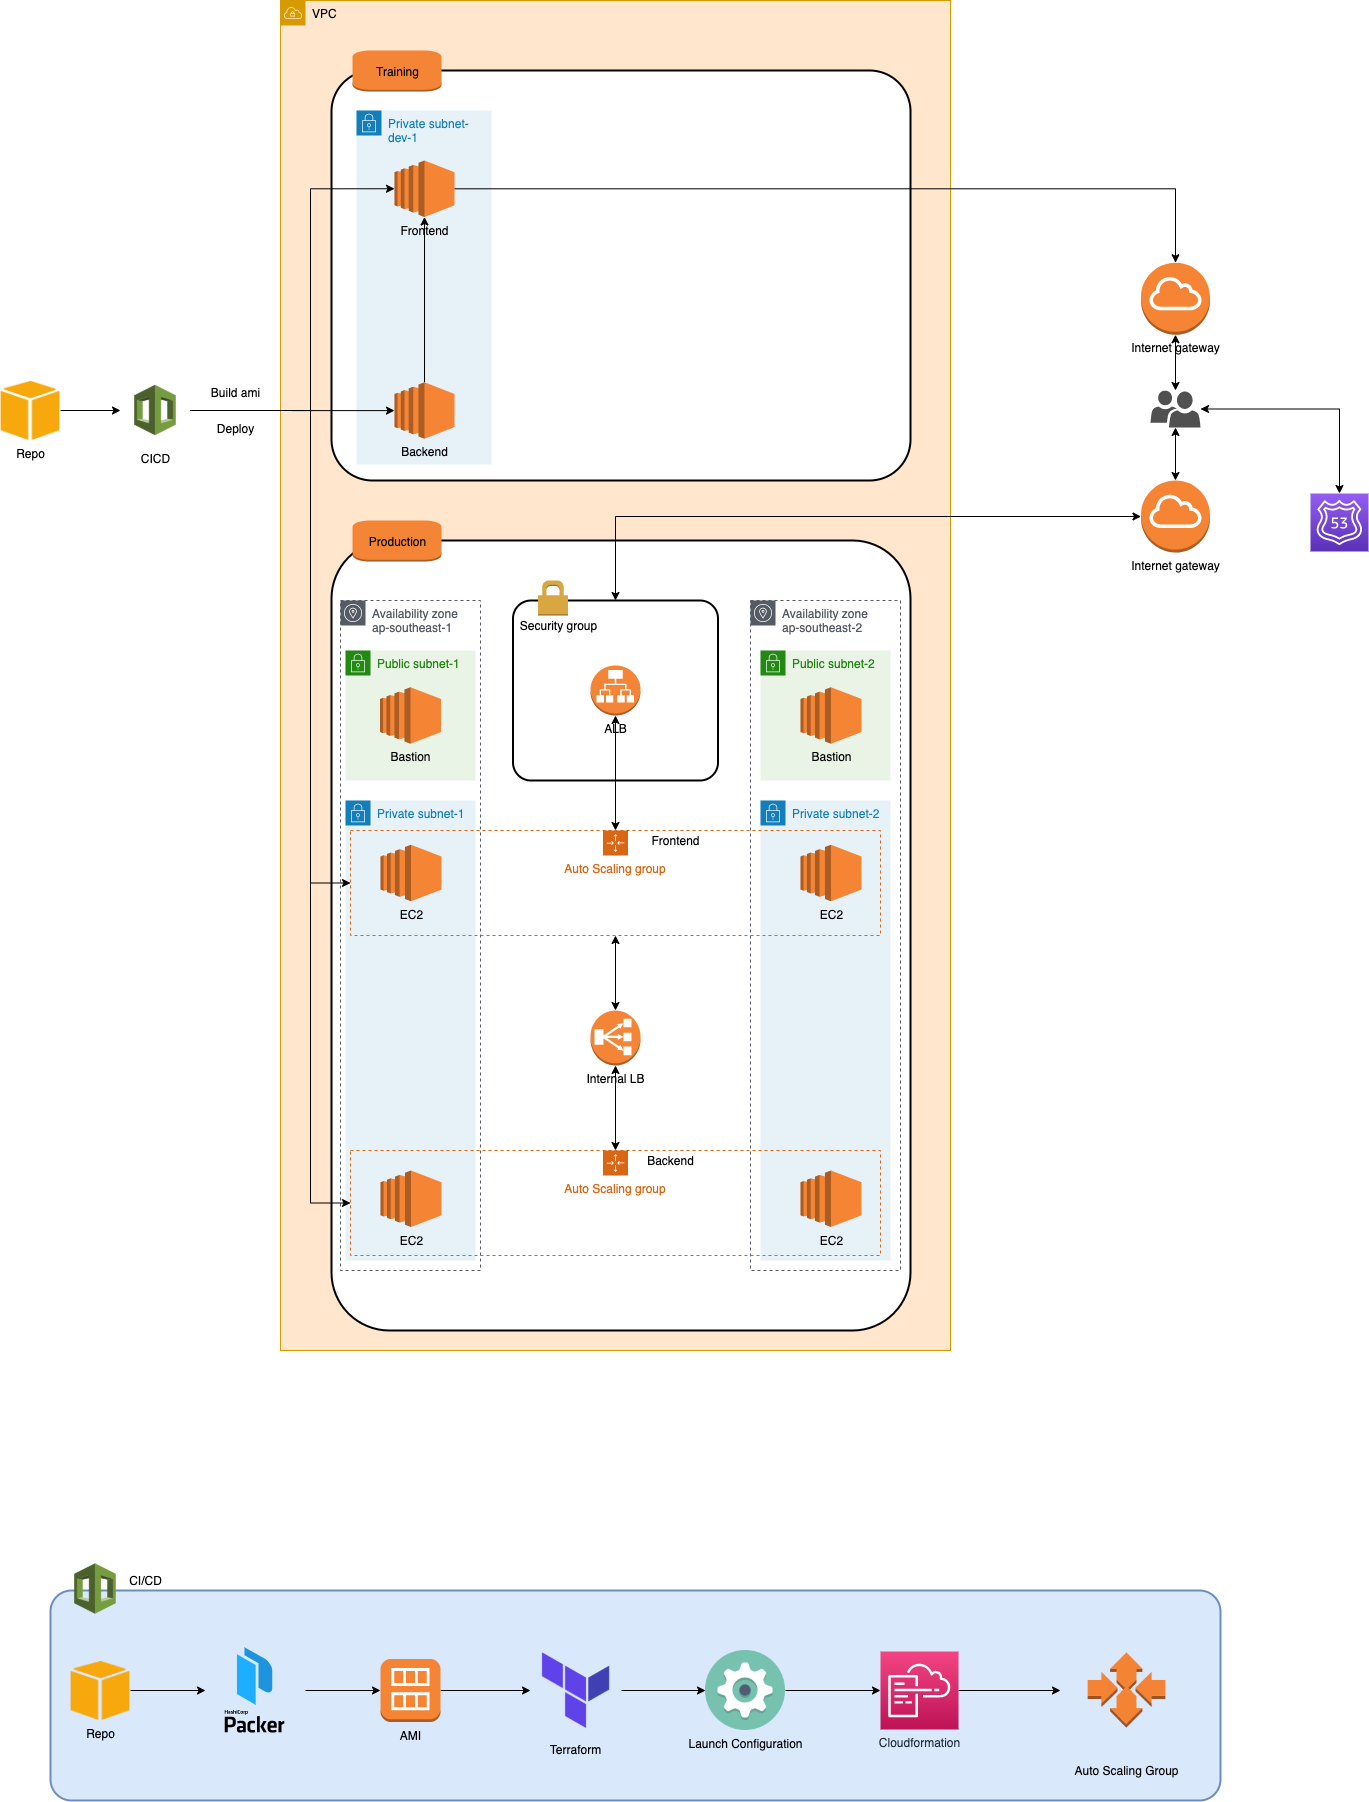 VPC
Training
Private subnet-
dev-1
Frontend
Backend
Repo
CICD
Build ami
Deploy
Internet gateway
Internet gateway
53
Production
Availability zone
ap-southeast-1
Public subnet-1
Bastion
Private subnet-1
Security group
ALB
Availability zone
ap-southeast-2
Public subnet-2
Bastion
Private subnet-2
Frontend
Auto Scaling group
EC2
EC2
Internal LB
Backend
Auto Scaling group
EC2
EC2
CI/CD
Repo
HashiCorp
Packer
AMI
Terraform
Launch Configuration
Cloudformation
Auto Scaling Group